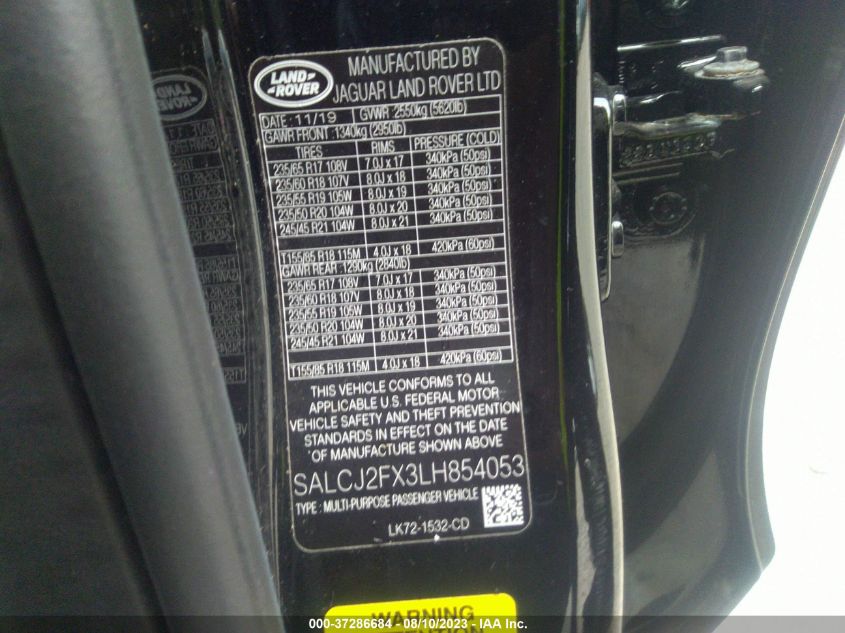 LAND-
-ROVER
MANUFACTURED BY
JAGUAR LAND ROVER LTD
DATE : 11/19 GVWR : 2550kg (5620lb)
GAWR FRONT : 1340kg (2950lb)
TIRES RIMS PRESSURE (COLD)
235/65 R17 108V 7.0J x 17 340kPa (50psi)
235/60 R18 107V 8.0J x 18 340kPa (50psi)
235/55 R19 105W 8.0J x 19 340kPa (50psi)
235/50 R20 104W 8.0J x 20 340kPa (50psi)
245/45 R21 104W 8.0J x 21 340kPa (50psi)
T155/85 R18 115M 4.0J x 18 420kPa (60psi)
GAWR REAR : 1290kg (2840lb)
235/65 R17 108V 7.0J x 17 340kPa (50psi)
235/60 R18 107V 8.0J x 18 340kPa (50psi)
235/55 R19 105W 8.0J x 19 340kPa (50psi)
235/50 R20 104W 8.0J x 20 340kPa (50psi)
245/45 R21 104W 8.0J x 21 340kPa (50psi)
T155/85 R18 115M 4.0J x 18 420kPa (60psi)
THIS VEHICLE CONFORMS TO ALL
APPLICABLE U.S. FEDERAL MOTOR
VEHICLE SAFETY AND THEFT PREVENTION
STANDARDS IN EFFECT ON THE DATE
OF MANUFACTURE SHOWN ABOVE
SALCJ2FX3LH854053
TYPE : MULTI-PURPOSE PASSENGER VEHICLE
LK72-1532-CD
WARNING
000-37286684 - 08/10/2023 - IAA Inc.